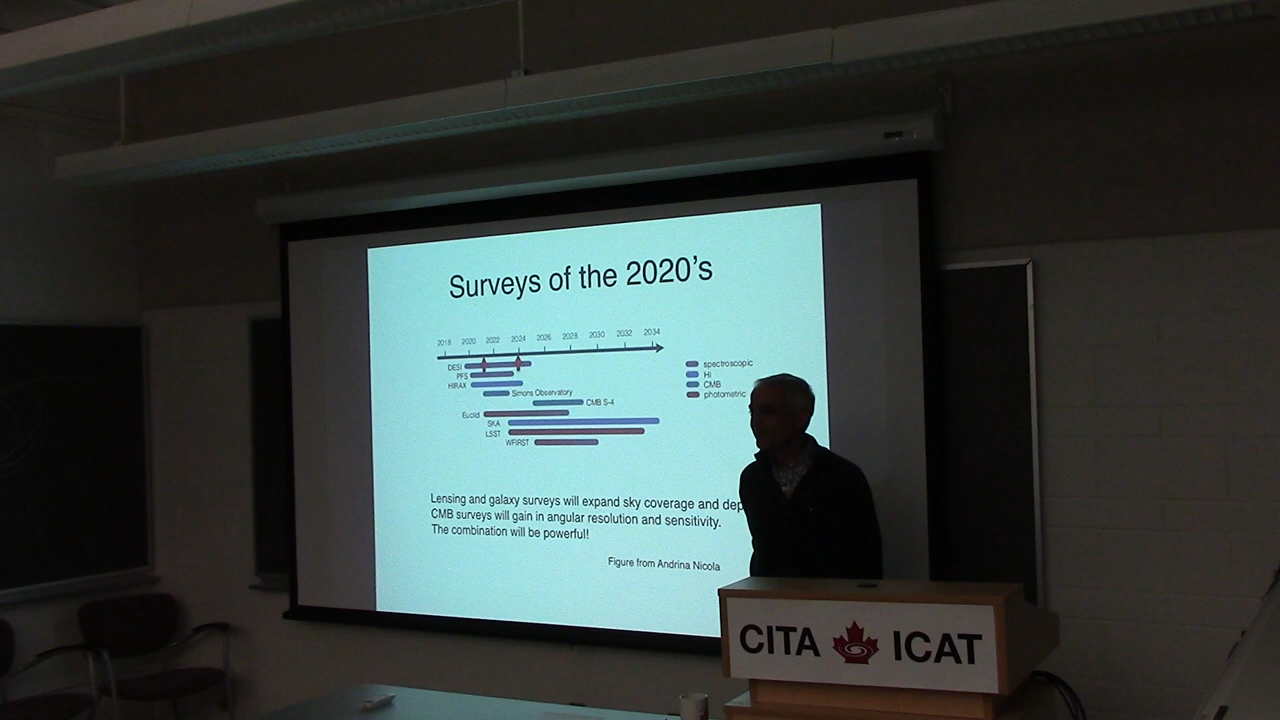 Surveys of the 2020's
2018 2020 2022 2024 2026 2028 2030 2032 2034
DESI
PFS
HIRAX
Simons Observatory
CMB S-4
Euclid
SKA
LSST
WFIRST
spectroscopic
HI
CMB
photometric
Lensing and galaxy surveys will expand sky coverage and
CMB surveys will gain in angular resolution and sensitivity.
The combination will be powerful!
Figure from Andrina Nicola
CITA ICAT